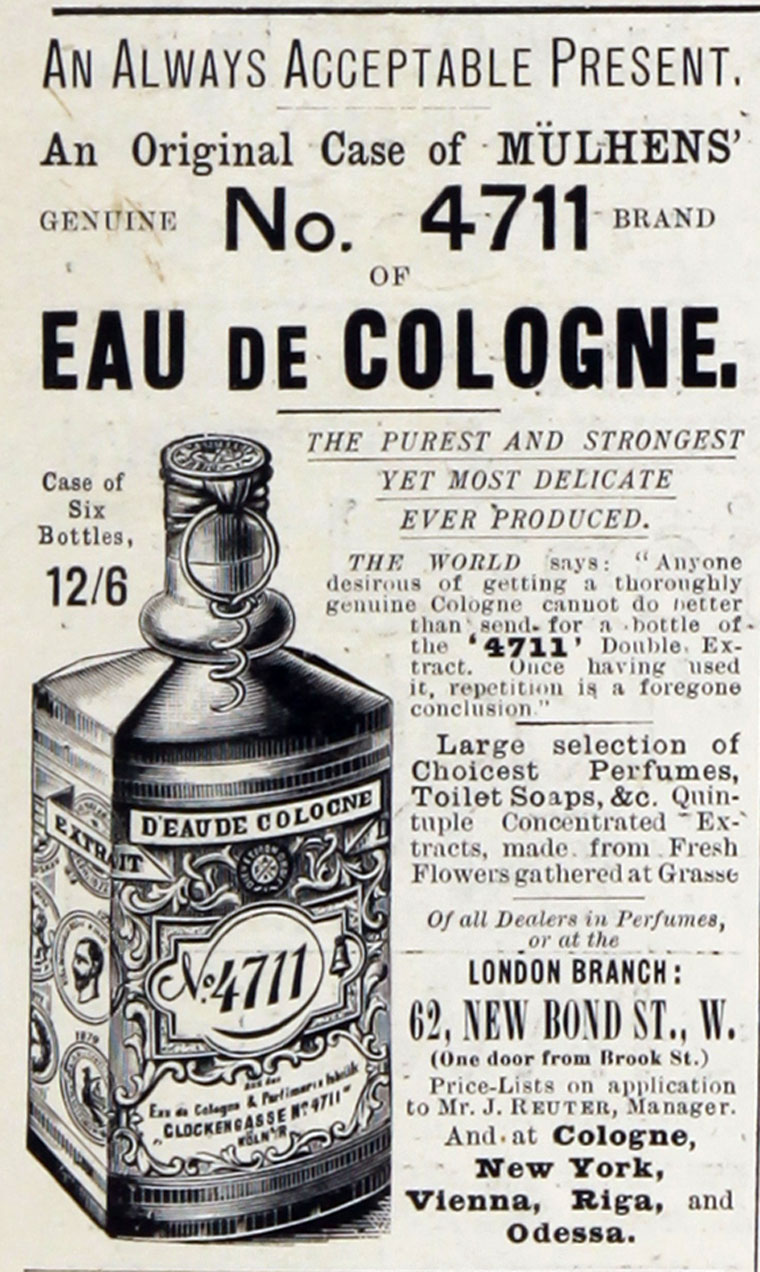 AN ALWAYS ACCEPTABLE PRESENT.
An Original Case of MÜLHENS'
GENUINE No. 4711 BRAND
OF
EAU DE COLOGNE.
THE PUREST AND STRONGEST
YET MOST DELICATE
EVER PRODUCED.
Case of
Six
Bottles,
12/6
THE WORLD says: "Anyone
desirous of getting a thoroughly
genuine Cologne cannot do better
than send for a bottle of
the '4711' Double Ex-
tract. Once having used
it, repetition is a foregone
conclusion."
Large selection of
Choicest Perfumes,
Toilet Soaps, &c. Quin-
tuple Concentrated Ex-
tracts, made from Fresh
Flowers gathered at Grasse
Of all Dealers in Perfumes,
or at the
LONDON BRANCH:
62, NEW BOND ST., W.
(One door from Brook St.)
Price-Lists on application
to Mr. J. REUTER, Manager.
And at Cologne,
New York,
Vienna, Riga, and
Odessa.
EXTRAIT
D'EAU DE COLOGNE
No. 4711
1879
aus der
Eau de Cologne & Parfümerie Fabrik
"GLOCKENGASSE No. 4711"
KÖLN a/R